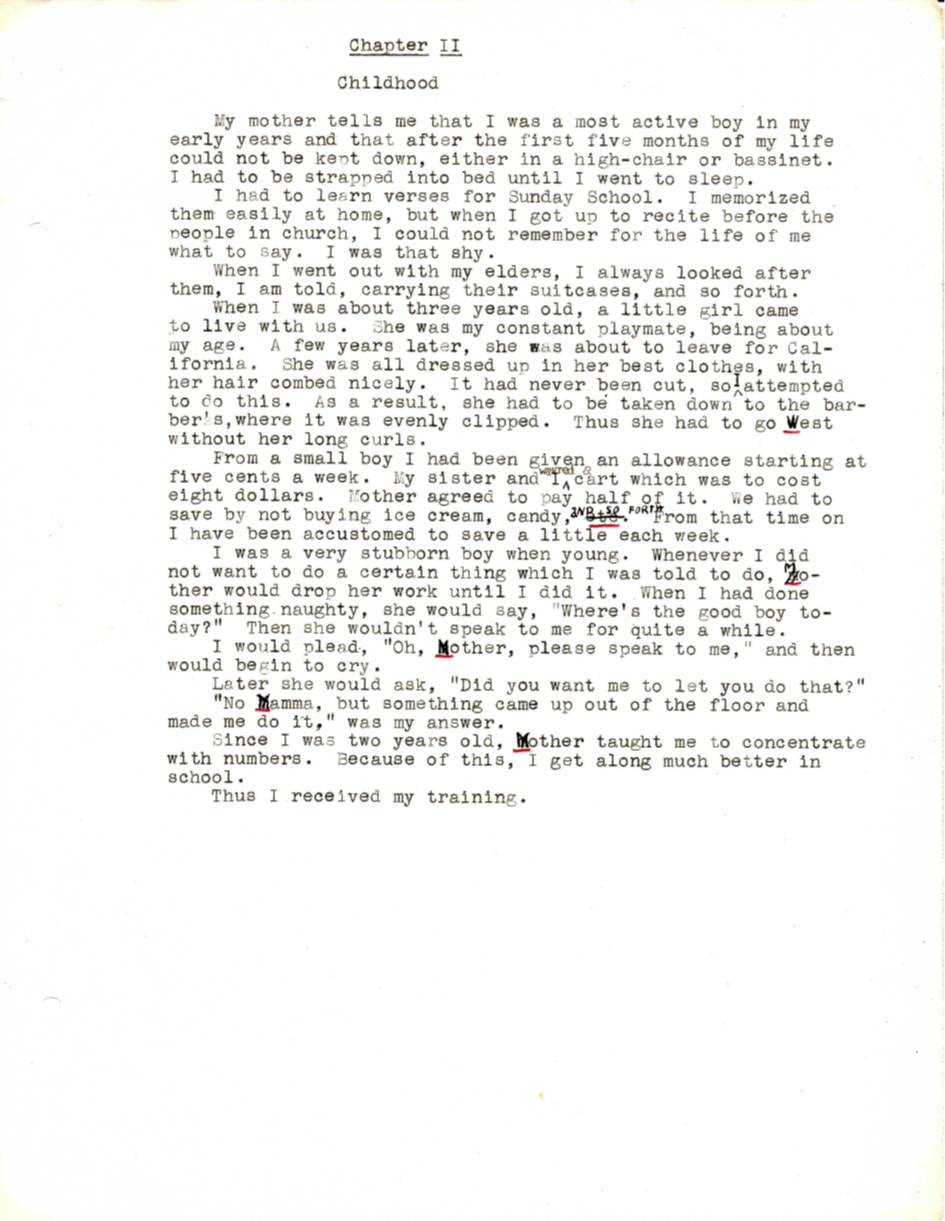 Chapter II
Childhood
My mother tells me that I was a most active boy in my
early years and that after the first five months of my life
could not be kept down, either in a high-chair or bassinet.
I had to be strapped into bed until I went to sleep.
I had to learn verses for Sunday School. I memorized
them easily at home, but when I got up to recite before the
people in church, I could not remember for the life of me
what to say. I was that shy.
When I went out with my elders, I always looked after
them, I am told, carrying their suitcases, and so forth.
When I was about three years old, a little girl came
to live with us. She was my constant playmate, being about
my age. A few years later, she was about to leave for Cal-
ifornia. She was all dressed up in her best clothes, with
her hair combed nicely. It had never been cut, so I attempted
to do this. As a result, she had to be taken down to the bar-
ber's, where it was evenly clipped. Thus she had to go West
without her long curls.
From a small boy I had been given an allowance starting at
five cents a week. My sister and I wanted a cart which was to cost
eight dollars. Mother agreed to pay half of it. We had to
save by not buying ice cream, candy, AND SO FORTH. From that time on
I have been accustomed to save a little each week.
I was a very stubborn boy when young. Whenever I did
not want to do a certain thing which I was told to do, Mo-
ther would drop her work until I did it. When I had done
something naughty, she would say, "Where's the good boy to-
day?" Then she wouldn't speak to me for quite a while.
I would plead, "Oh, Mother, please speak to me," and then
would begin to cry.
Later she would ask, "Did you want me to let you do that?"
"No Mamma, but something came up out of the floor and
made me do it," was my answer.
Since I was two years old, Mother taught me to concentrate
with numbers. Because of this, I get along much better in
school.
Thus I received my training.